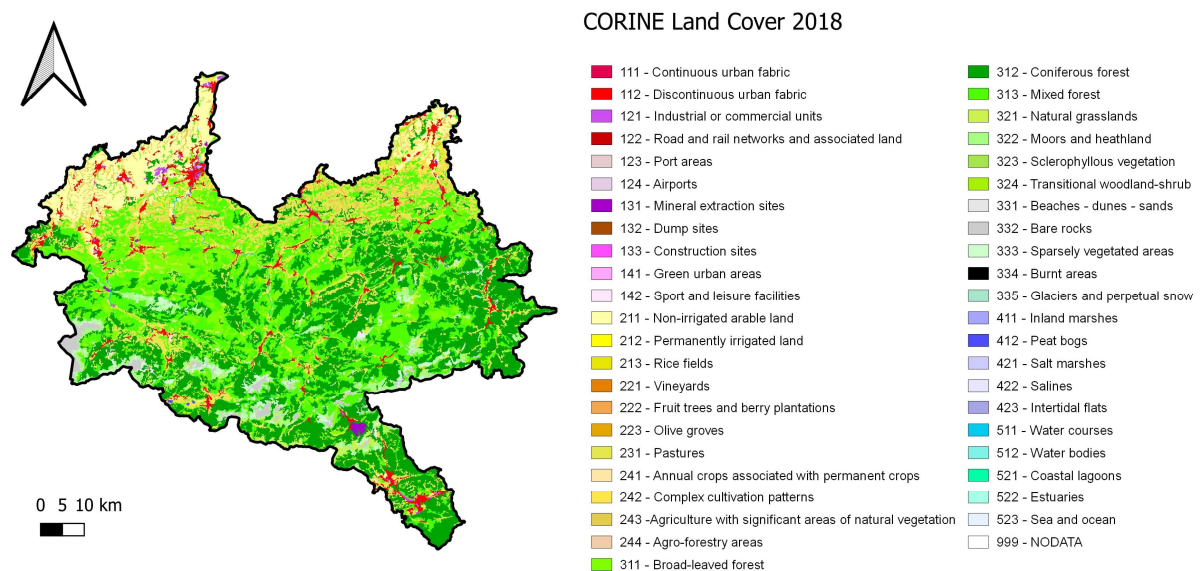 CORINE Land Cover 2018
111 - Continuous urban fabric
112 - Discontinuous urban fabric
121 - Industrial or commercial units
122 - Road and rail networks and associated land
123 - Port areas
124 - Airports
131 - Mineral extraction sites
132 - Dump sites
133 - Construction sites
141 - Green urban areas
142 - Sport and leisure facilities
211 - Non-irrigated arable land
212 - Permanently irrigated land
213 - Rice fields
221 - Vineyards
222 - Fruit trees and berry plantations
223 - Olive groves
231 - Pastures
241 - Annual crops associated with permanent crops
242 - Complex cultivation patterns
243 -Agriculture with significant areas of natural vegetation
244 - Agro-forestry areas
311 - Broad-leaved forest
312 - Coniferous forest
313 - Mixed forest
321 - Natural grasslands
322 - Moors and heathland
323 - Sclerophyllous vegetation
324 - Transitional woodland-shrub
331 - Beaches - dunes - sands
332 - Bare rocks
333 - Sparsely vegetated areas
334 - Burnt areas
335 - Glaciers and perpetual snow
411 - Inland marshes
412 - Peat bogs
421 - Salt marshes
422 - Salines
423 - Intertidal flats
511 - Water courses
512 - Water bodies
521 - Coastal lagoons
522 - Estuaries
523 - Sea and ocean
999 - NODATA
0 5 10 km